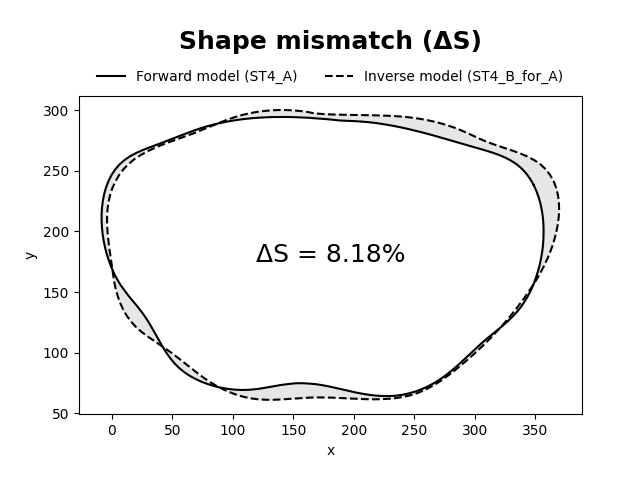 Shape mismatch (ΔS)
Forward model (ST4_A)
Inverse model (ST4_B_for_A)
300
250
200
150
100
50
y
ΔS = 8.18%
0 50 100 150 200 250 300 350
x